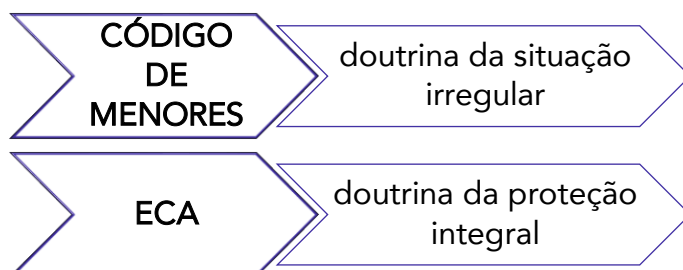 CÓDIGO
DE
MENORES
doutrina da situação
irregular
ECA
doutrina da proteção
integral